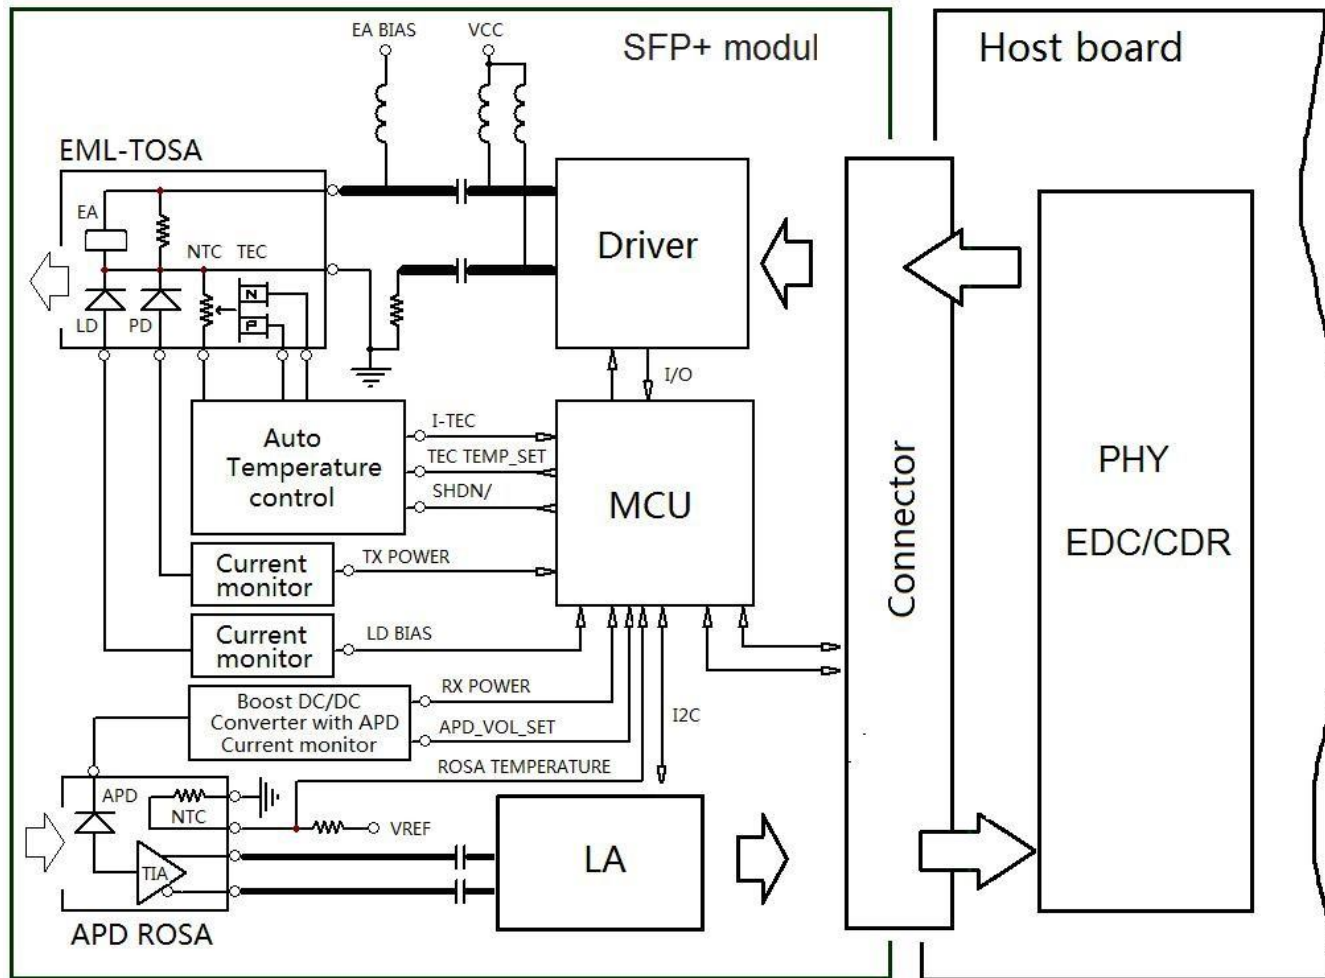 EA BIAS
VCC
SFP+ modul
Host board
EML-TOSA
EA
NTC
TEC
N
P
LD
PD
Driver
I/O
Auto
Temperature
control
I-TEC
TEC TEMP_SET
SHDN/
MCU
Connector
PHY
EDC/CDR
Current
monitor
TX POWER
Current
monitor
LD BIAS
Boost DC/DC
Converter with APD
Current monitor
RX POWER
APD_VOL_SET
I2C
ROSA TEMPERATURE
APD
NTC
VREF
TIA
LA
APD ROSA